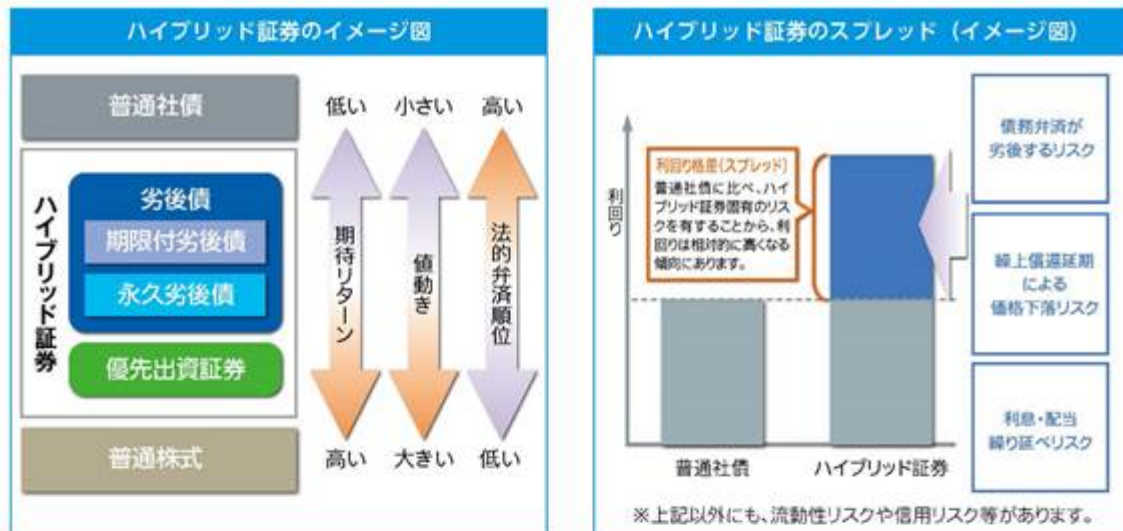 ハイブリッド証券のイメージ図
普通社債
ハイブリッド証券
劣後債
期限付劣後債
永久劣後債
優先出資証券
普通株式
低い 小さい 高い
期待リターン
値動き
法的弁済順位
高い 大きい 低い
ハイブリッド証券のスプレッド（イメージ図）
利回り
利回り格差(スプレッド)
普通社債に比べ、ハイ
ブリッド証券固有のリス
クを有することから、利
回りは相対的に高くなる
傾向にあります。
普通社債 ハイブリッド証券
債務弁済が
劣後するリスク
繰上償還延期
による
価格下落リスク
利息・配当
繰り延べリスク
※上記以外にも、流動性リスクや信用リスク等があります。